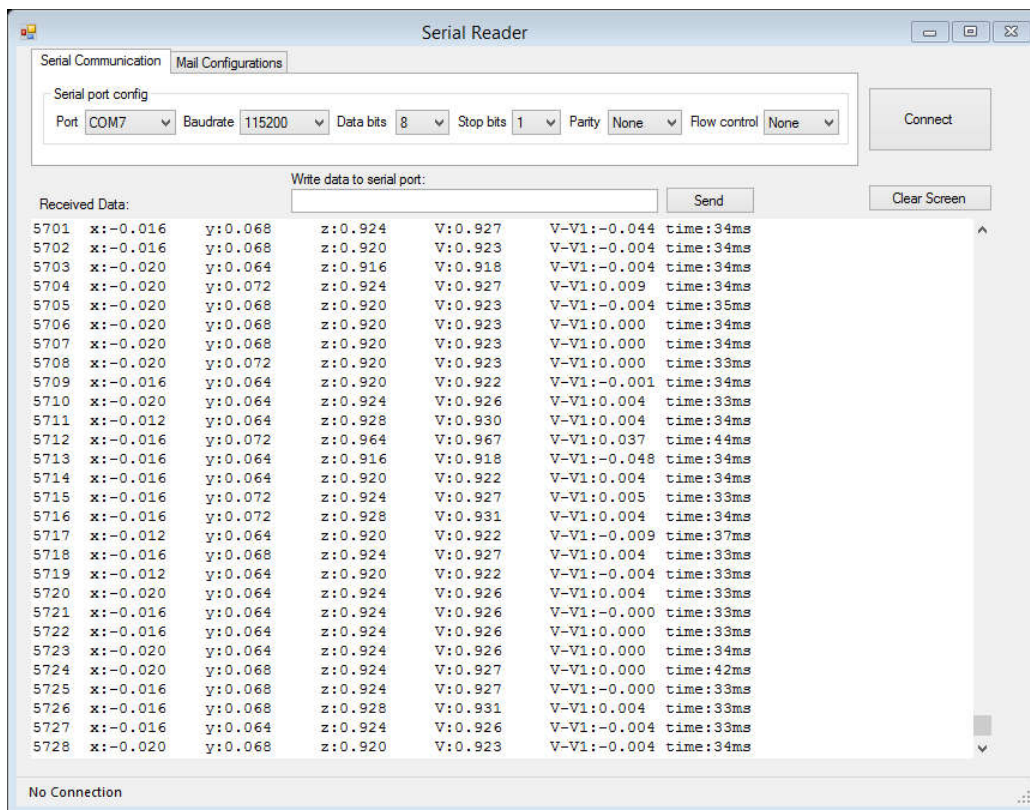 Serial Reader
Serial Communication Mail Configurations
Serial port config
Port COM7 Baudrate 115200 Data bits 8 Stop bits 1 Parity None Flow control None
Connect
Write data to serial port:
Received Data: Send Clear Screen
5701 x:-0.016 y:0.068 z:0.924 V:0.927 V-V1:-0.044 time:34ms
5702 x:-0.016 y:0.068 z:0.920 V:0.923 V-V1:-0.004 time:34ms
5703 x:-0.020 y:0.064 z:0.916 V:0.918 V-V1:-0.004 time:34ms
5704 x:-0.020 y:0.072 z:0.924 V:0.927 V-V1:0.009 time:34ms
5705 x:-0.020 y:0.068 z:0.920 V:0.923 V-V1:-0.004 time:35ms
5706 x:-0.020 y:0.068 z:0.920 V:0.923 V-V1:0.000 time:34ms
5707 x:-0.020 y:0.068 z:0.920 V:0.923 V-V1:0.000 time:34ms
5708 x:-0.020 y:0.072 z:0.920 V:0.923 V-V1:0.000 time:33ms
5709 x:-0.016 y:0.064 z:0.920 V:0.922 V-V1:-0.001 time:34ms
5710 x:-0.020 y:0.064 z:0.924 V:0.926 V-V1:0.004 time:33ms
5711 x:-0.012 y:0.064 z:0.928 V:0.930 V-V1:0.004 time:34ms
5712 x:-0.016 y:0.072 z:0.964 V:0.967 V-V1:0.037 time:44ms
5713 x:-0.016 y:0.064 z:0.916 V:0.918 V-V1:-0.048 time:34ms
5714 x:-0.016 y:0.064 z:0.920 V:0.922 V-V1:0.004 time:34ms
5715 x:-0.016 y:0.072 z:0.924 V:0.927 V-V1:0.005 time:33ms
5716 x:-0.016 y:0.072 z:0.928 V:0.931 V-V1:0.004 time:34ms
5717 x:-0.012 y:0.064 z:0.920 V:0.922 V-V1:-0.009 time:37ms
5718 x:-0.016 y:0.068 z:0.924 V:0.927 V-V1:0.004 time:33ms
5719 x:-0.012 y:0.064 z:0.920 V:0.922 V-V1:-0.004 time:33ms
5720 x:-0.020 y:0.064 z:0.924 V:0.926 V-V1:0.004 time:33ms
5721 x:-0.016 y:0.064 z:0.924 V:0.926 V-V1:-0.000 time:33ms
5722 x:-0.016 y:0.064 z:0.924 V:0.926 V-V1:0.000 time:33ms
5723 x:-0.020 y:0.064 z:0.924 V:0.926 V-V1:0.000 time:34ms
5724 x:-0.020 y:0.068 z:0.924 V:0.927 V-V1:0.000 time:42ms
5725 x:-0.016 y:0.068 z:0.924 V:0.927 V-V1:-0.000 time:33ms
5726 x:-0.016 y:0.068 z:0.928 V:0.931 V-V1:0.004 time:33ms
5727 x:-0.016 y:0.064 z:0.924 V:0.926 V-V1:-0.004 time:33ms
5728 x:-0.020 y:0.068 z:0.920 V:0.923 V-V1:-0.004 time:34ms
No Connection